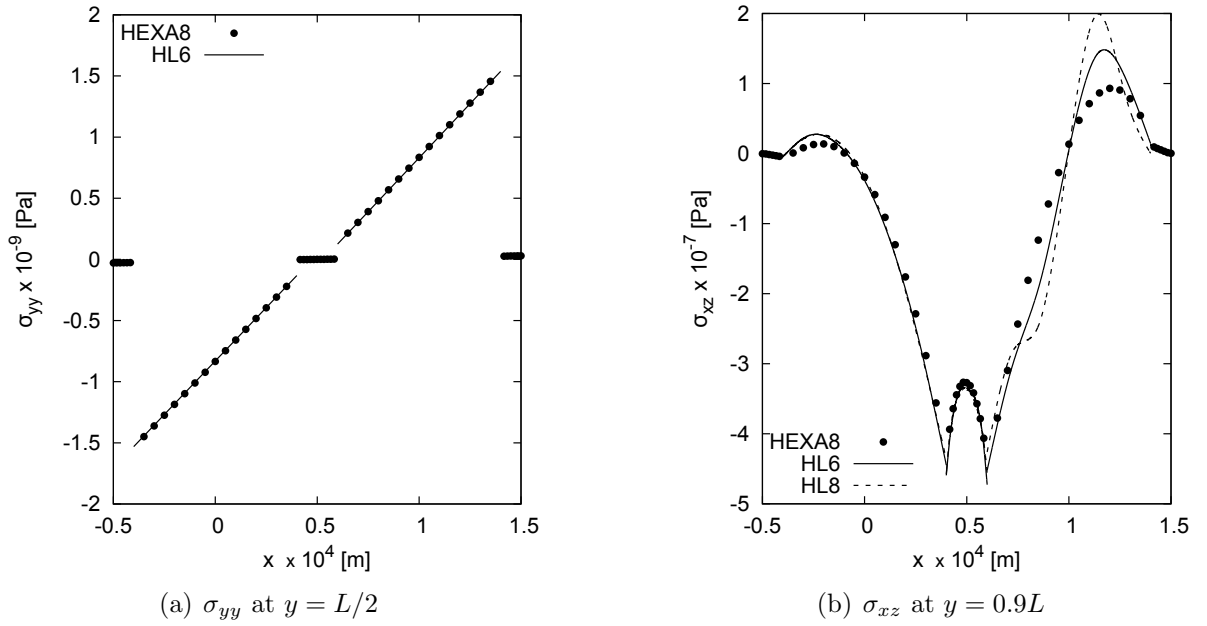 2
1.5
1
0.5
0
-0.5
-1
-1.5
-2
σyy x 10⁻⁹ [Pa]
HEXA8
HL6
-0.5 0 0.5 1 1.5
x x 10⁴ [m]
(a) σyy at y = L/2
2
1
0
-1
-2
-3
-4
-5
σxz x 10⁻⁷ [Pa]
HEXA8
HL6
HL8
-0.5 0 0.5 1 1.5
x x 10⁴ [m]
(b) σxz at y = 0.9L